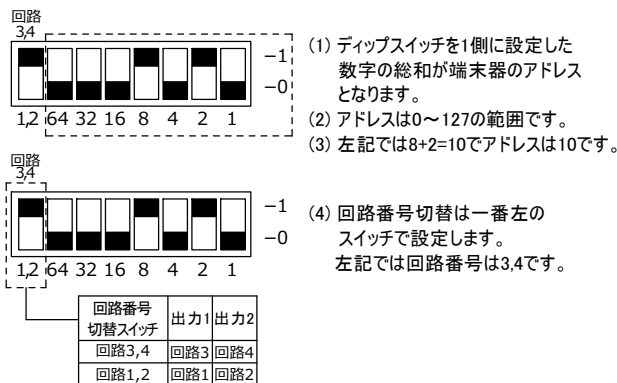 回路
3,4
－1
－0
1,2 64 32 16 8 4 2 1
(1) ディップスイッチを1側に設定した
数字の総和が端末器のアドレス
となります。
(2) アドレスは0～127の範囲です。
(3) 左記では8+2=10でアドレスは10です。
回路
3,4
－1
－0
1,2 64 32 16 8 4 2 1
(4) 回路番号切替は一番左の
スイッチで設定します。
左記では回路番号は3,4です。
回路番号
切替スイッチ 出力1 出力2
回路3,4 回路3 回路4
回路1,2 回路1 回路2